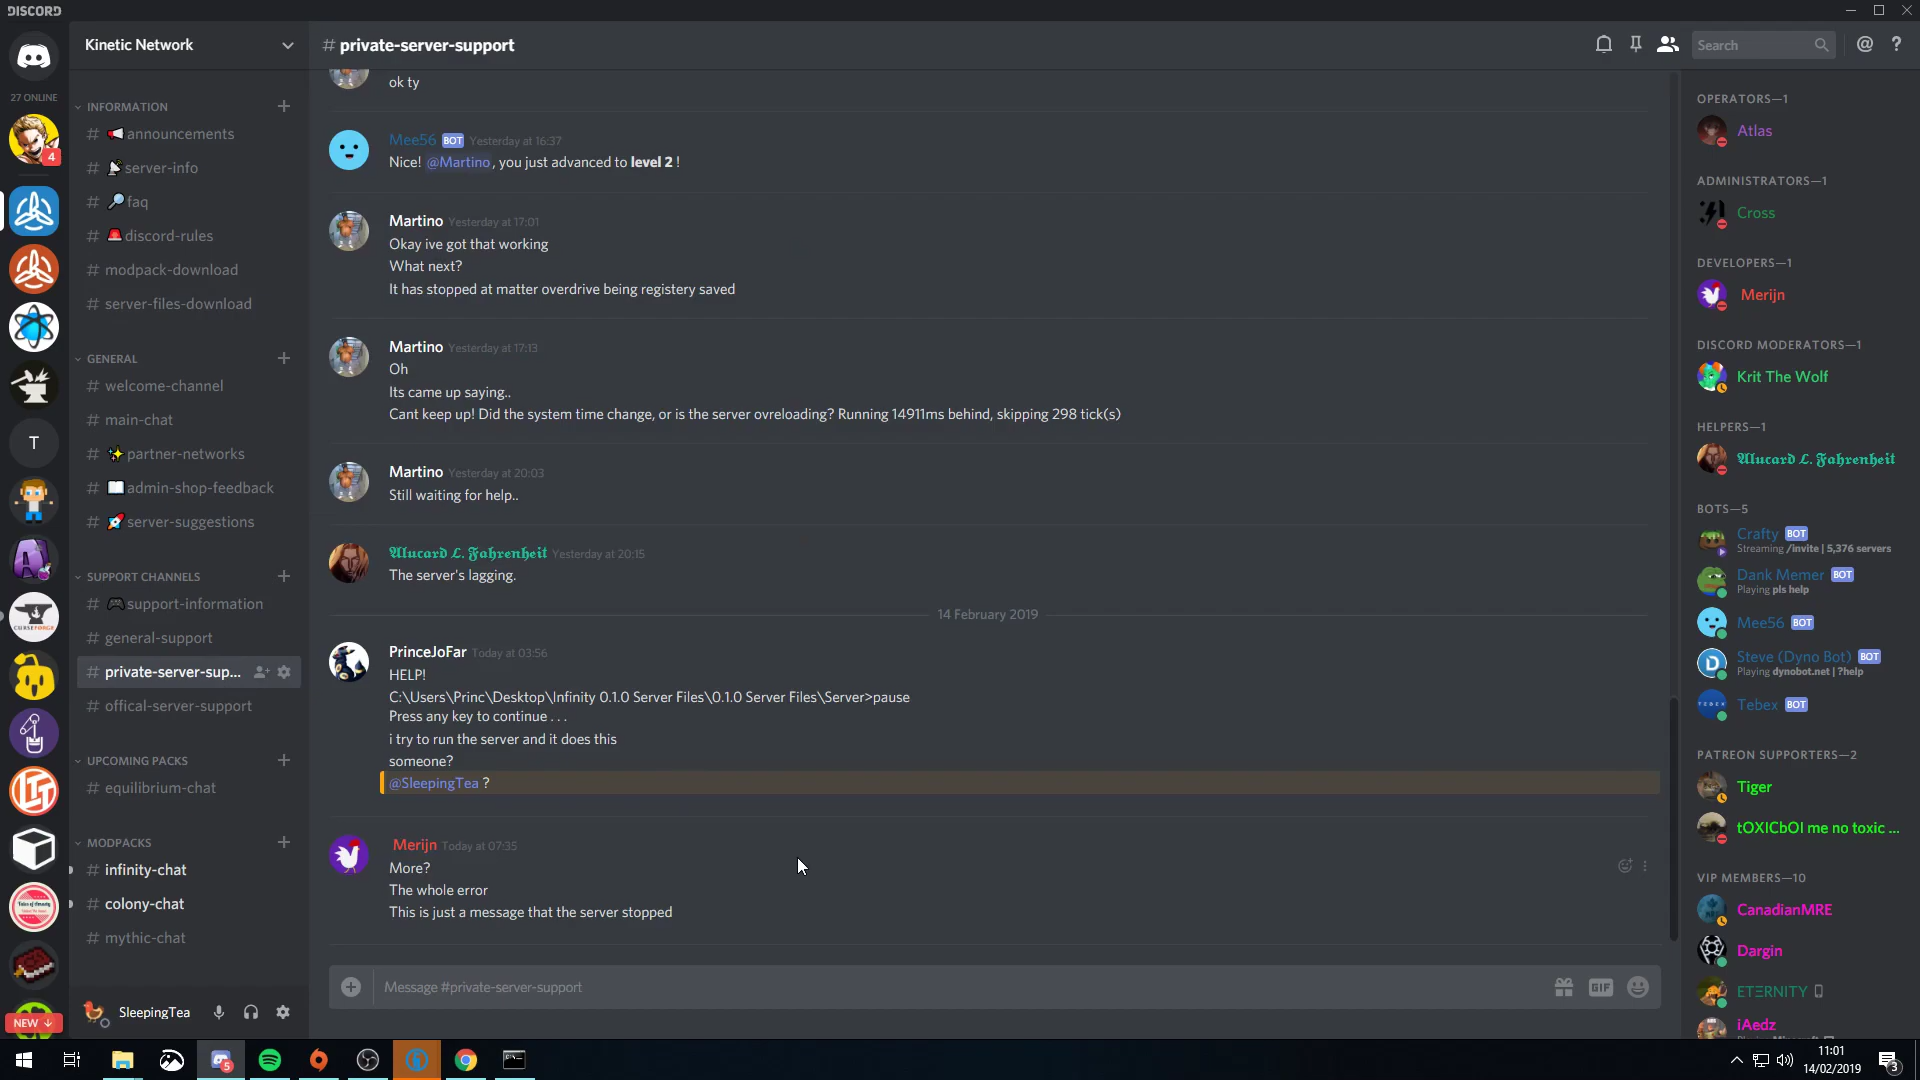 DISCORD
Kinetic Network
# private-server-support
Search
@ ?
27 ONLINE
4
T
CURSEFORGE
NEW
INFORMATION
# announcements
# server-info
# faq
# discord-rules
# modpack-download
# server-files-download
GENERAL
# welcome-channel
# main-chat
# partner-networks
# admin-shop-feedback
# server-suggestions
SUPPORT CHANNELS
# support-information
# general-support
# private-server-sup...
# offical-server-support
UPCOMING PACKS
# equilibrium-chat
MODPACKS
# infinity-chat
# colony-chat
# mythic-chat
SleepingTea
ok ty
Mee56 BOT Yesterday at 16:37
Nice! @Martino, you just advanced to level 2 !
Martino Yesterday at 17:01
Okay ive got that working
What next?
It has stopped at matter overdrive being registery saved
Martino Yesterday at 17:13
Oh
Its came up saying..
Cant keep up! Did the system time change, or is the server ovreloading? Running 14911ms behind, skipping 298 tick(s)
Martino Yesterday at 20:03
Still waiting for help..
𝕬𝖑𝖚𝖈𝖆𝖗𝖉 𝕷. 𝕱𝖆𝖍𝖗𝖊𝖓𝖍𝖊𝖎𝖙 Yesterday at 20:15
The server's lagging.
14 February 2019
PrinceJoFar Today at 03:56
HELP!
C:\Users\Princ\Desktop\Infinity 0.1.0 Server Files\0.1.0 Server Files\Server>pause
Press any key to continue . . .
i try to run the server and it does this
someone?
@SleepingTea ?
Merijn Today at 07:35
More?
The whole error
This is just a message that the server stopped
Message #private-server-support
GIF
OPERATORS—1
Atlas
ADMINISTRATORS—1
Cross
DEVELOPERS—1
Merijn
DISCORD MODERATORS—1
Krit The Wolf
HELPERS—1
𝕬𝖑𝖚𝖈𝖆𝖗𝖉 𝕷. 𝕱𝖆𝖍𝖗𝖊𝖓𝖍𝖊𝖎𝖙
BOTS—5
Crafty BOT
Streaming /invite | 5,376 servers
Dank Memer BOT
Playing pls help
Mee56 BOT
Steve (Dyno Bot) BOT
Playing dynobot.net | ?help
Tebex BOT
PATREON SUPPORTERS—2
Tiger
tOXICbOI me no toxic ...
VIP MEMBERS—10
CanadianMRE
Dargin
ETΞRNITY
iAedz
5
11:01
14/02/2019
3